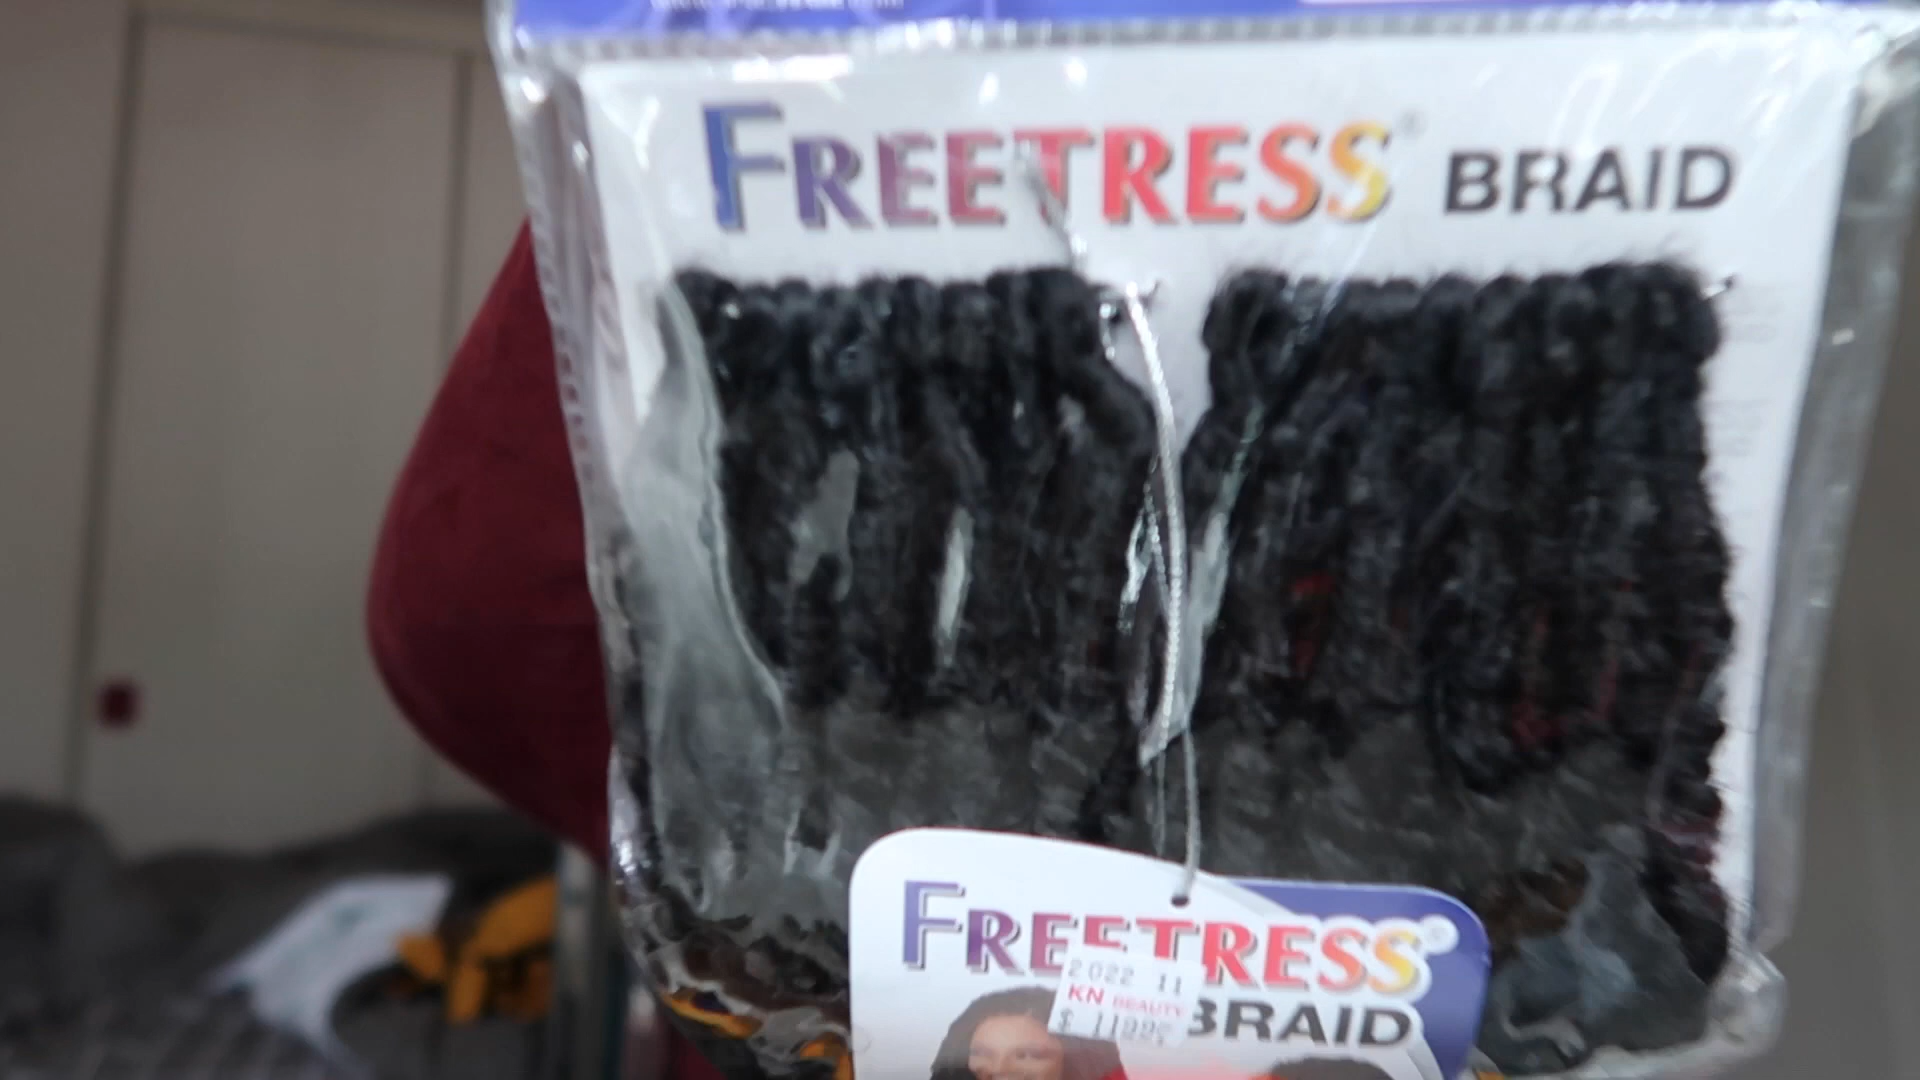 FREETRESS® BRAID
FREETRESS®
2022 11
KN BEAUTY
BRAID